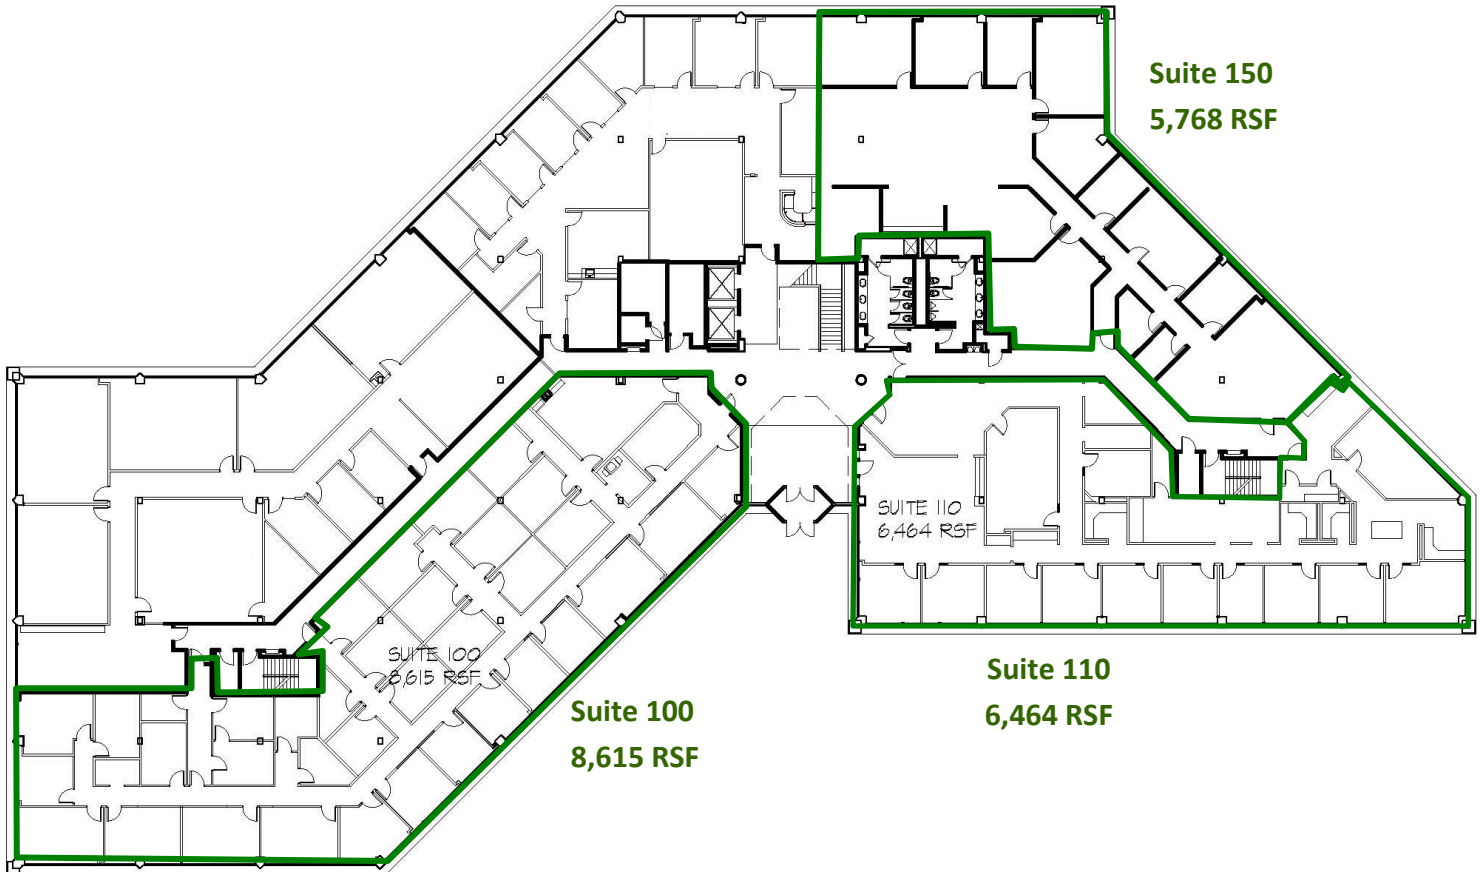 Suite 150
5,768 RSF
SUITE 110
6,464 RSF
SUITE 100
8,615 RSF
Suite 110
6,464 RSF
Suite 100
8,615 RSF